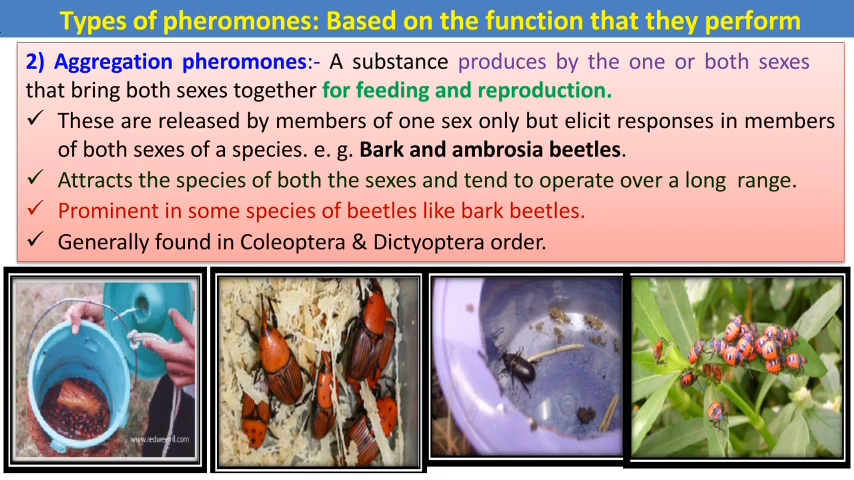 Types of pheromones: Based on the function that they perform
2) Aggregation pheromones:- A substance produces by the one or both sexes
that bring both sexes together for feeding and reproduction.
✓ These are released by members of one sex only but elicit responses in members
of both sexes of a species. e. g. Bark and ambrosia beetles.
✓ Attracts the species of both the sexes and tend to operate over a long range.
✓ Prominent in some species of beetles like bark beetles.
✓ Generally found in Coleoptera & Dictyoptera order.
www.redweevil.com